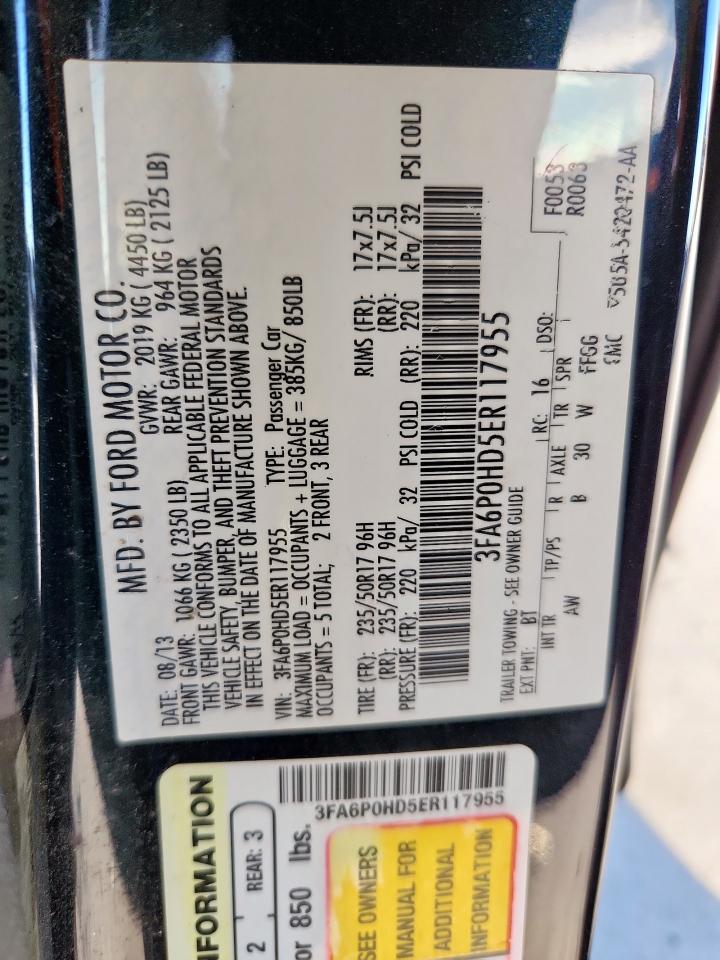 MFD. BY FORD MOTOR CO.
DATE: 08/13 GVWR: 2019 KG ( 4450 LB)
FRONT GAWR: 1066 KG ( 2350 LB) REAR GAWR: 964 KG ( 2125 LB)
THIS VEHICLE CONFORMS TO ALL APPLICABLE FEDERAL MOTOR
VEHICLE SAFETY, BUMPER, AND THEFT PREVENTION STANDARDS
IN EFFECT ON THE DATE OF MANUFACTURE SHOWN ABOVE.
VIN: 3FA6P0HD5ER117955 TYPE: Passenger Car
MAXIMUM LOAD = OCCUPANTS + LUGGAGE = 385KG/ 850LB
OCCUPANTS = 5 TOTAL; 2 FRONT, 3 REAR
TIRE (FR): 235/50R17 96H RIMS (FR): 17x7.5J
(RR): 235/50R17 96H (RR): 17x7.5J
PRESSURE (FR): 220 kPa/ 32 PSI COLD (RR): 220 kPa/ 32 PSI COLD
3FA6P0HD5ER117955
TRAILER TOWING - SEE OWNER GUIDE
EXT PNT: BT RC: 16 DSO: F0053
R0063
INT TR TP/PS R AXLE TR SPR
AW B 30 W FFGG
NFORMATION
2 REAR: 3
or 850 lbs.
3FA6P0HD5ER117955
SEE OWNERS
MANUAL FOR
ADDITIONAL
INFORMATION